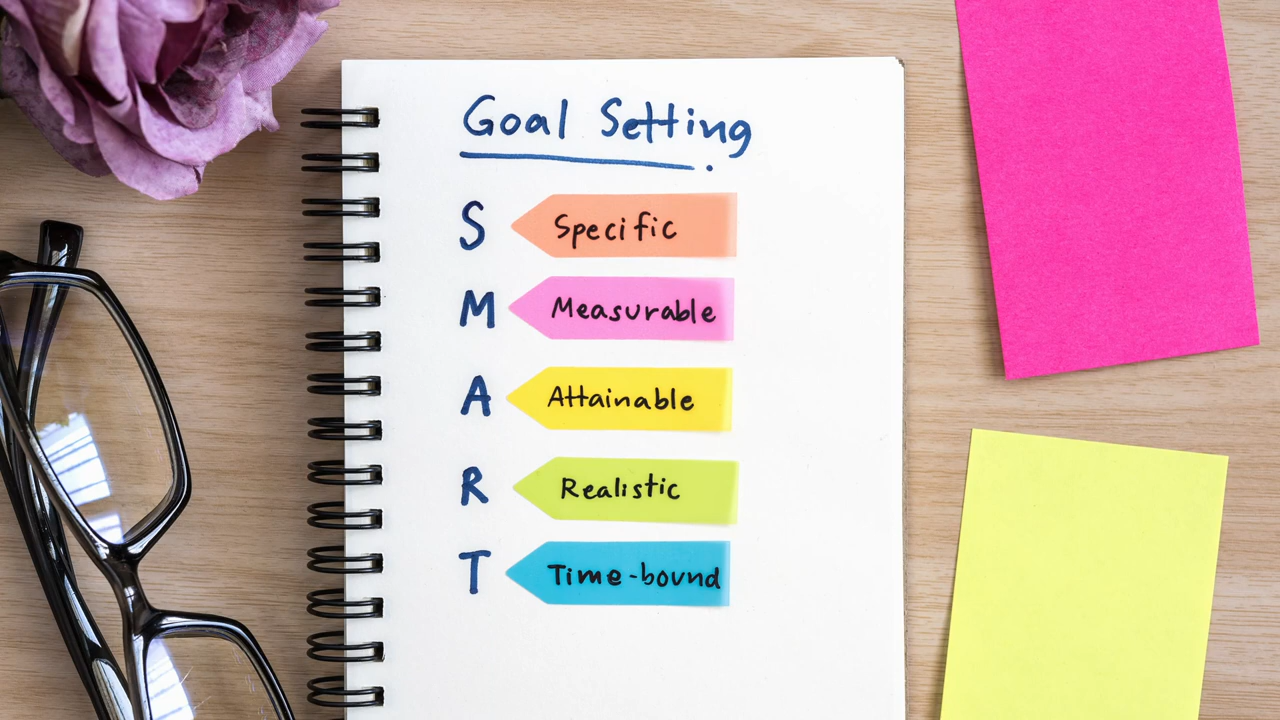 Goal Setting
S Specific
M Measurable
A Attainable
R Realistic
T Time-bound